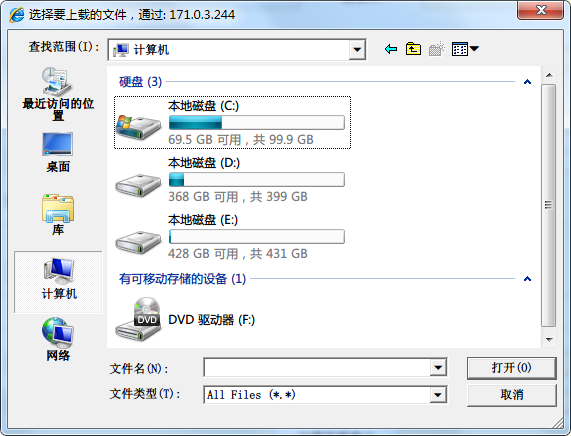 选择要上载的文件，通过: 171.0.3.244
查找范围(I):
计算机
最近访问的位置
桌面
库
计算机
网络
硬盘 (3)
本地磁盘 (C:)
69.5 GB 可用，共 99.9 GB
本地磁盘 (D:)
368 GB 可用，共 399 GB
本地磁盘 (E:)
428 GB 可用，共 431 GB
有可移动存储的设备 (1)
DVD
DVD 驱动器 (F:)
文件名(N):
打开(O)
文件类型(T):
All Files (*.*)
取消